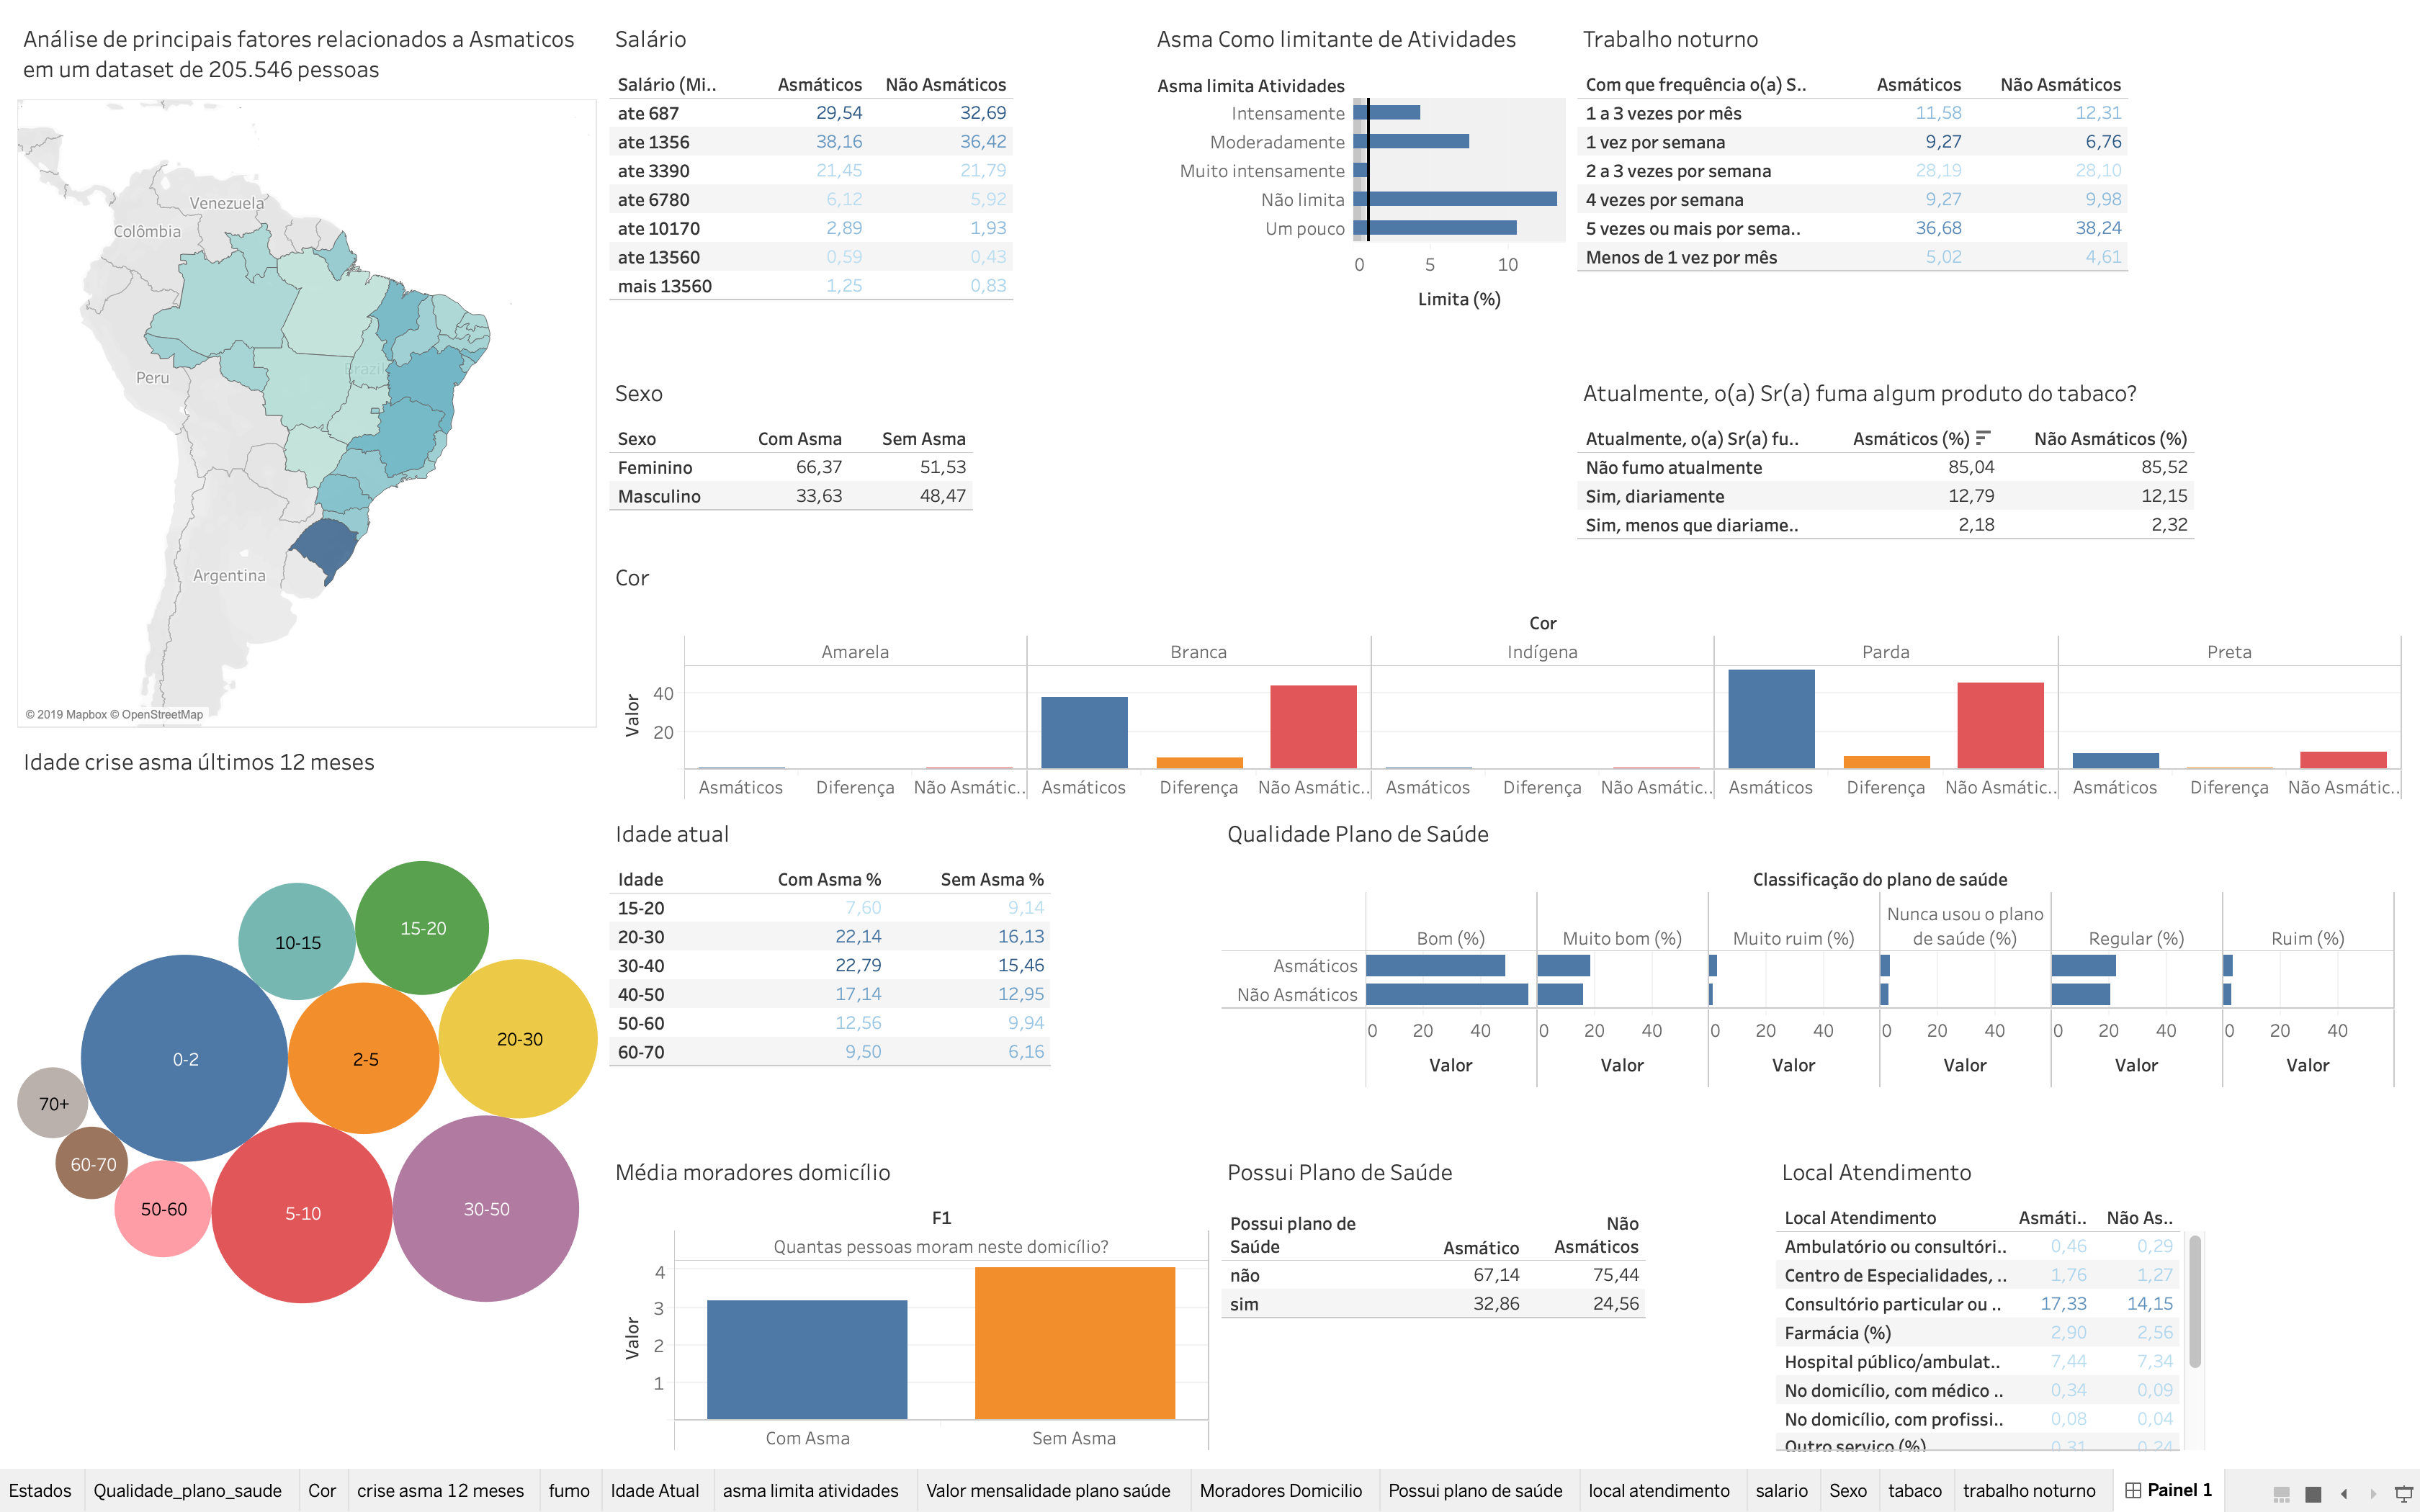 Análise de principais fatores relacionados a Asmaticos
em um dataset de 205.546 pessoas
Venezuela
Colômbia
Brazil
Peru
Argentina
© 2019 Mapbox © OpenStreetMap
Salário
Salário (Mi.. Asmáticos Não Asmáticos
ate 687 29,54 32,69
ate 1356 38,16 36,42
ate 3390 21,45 21,79
ate 6780 6,12 5,92
ate 10170 2,89 1,93
ate 13560 0,59 0,43
mais 13560 1,25 0,83
Asma Como limitante de Atividades
Asma limita Atividades
Intensamente
Moderadamente
Muito intensamente
Não limita
Um pouco
0 5 10
Limita (%)
Trabalho noturno
Com que frequência o(a) S.. Asmáticos Não Asmáticos
1 a 3 vezes por mês 11,58 12,31
1 vez por semana 9,27 6,76
2 a 3 vezes por semana 28,19 28,10
4 vezes por semana 9,27 9,98
5 vezes ou mais por sema.. 36,68 38,24
Menos de 1 vez por mês 5,02 4,61
Sexo
Sexo Com Asma Sem Asma
Feminino 66,37 51,53
Masculino 33,63 48,47
Atualmente, o(a) Sr(a) fuma algum produto do tabaco?
Atualmente, o(a) Sr(a) fu.. Asmáticos (%) Não Asmáticos (%)
Não fumo atualmente 85,04 85,52
Sim, diariamente 12,79 12,15
Sim, menos que diariame.. 2,18 2,32
Cor
Cor
Amarela Branca Indígena Parda Preta
Valor
40
20
Asmáticos Diferença Não Asmátic.. Asmáticos Diferença Não Asmátic.. Asmáticos Diferença Não Asmátic.. Asmáticos Diferença Não Asmátic.. Asmáticos Diferença Não Asmátic..
Idade crise asma últimos 12 meses
10-15
15-20
20-30
0-2
2-5
70+
60-70
50-60
5-10
30-50
Idade atual
Idade Com Asma % Sem Asma %
15-20 7,60 9,14
20-30 22,14 16,13
30-40 22,79 15,46
40-50 17,14 12,95
50-60 12,56 9,94
60-70 9,50 6,16
Qualidade Plano de Saúde
Classificação do plano de saúde
Bom (%) Muito bom (%) Muito ruim (%) Nunca usou o plano de saúde (%) Regular (%) Ruim (%)
Asmáticos
Não Asmáticos
0 20 40 0 20 40 0 20 40 0 20 40 0 20 40 0 20 40
Valor Valor Valor Valor Valor Valor
Média moradores domicílio
F1
Quantas pessoas moram neste domicílio?
Valor
4
3
2
1
Com Asma Sem Asma
Possui Plano de Saúde
Possui plano de Saúde Asmático Não Asmáticos
não 67,14 75,44
sim 32,86 24,56
Local Atendimento
Local Atendimento Asmáti.. Não As..
Ambulatório ou consultóri.. 0,46 0,29
Centro de Especialidades, .. 1,76 1,27
Consultório particular ou .. 17,33 14,15
Farmácia (%) 2,90 2,56
Hospital público/ambulat.. 7,44 7,34
No domicílio, com médico .. 0,34 0,09
No domicílio, com profissi.. 0,08 0,04
Outro serviço (%) 0,31 0,24
Estados Qualidade_plano_saude Cor crise asma 12 meses fumo Idade Atual asma limita atividades Valor mensalidade plano saúde Moradores Domicilio Possui plano de saúde local atendimento salario Sexo tabaco trabalho noturno Painel 1